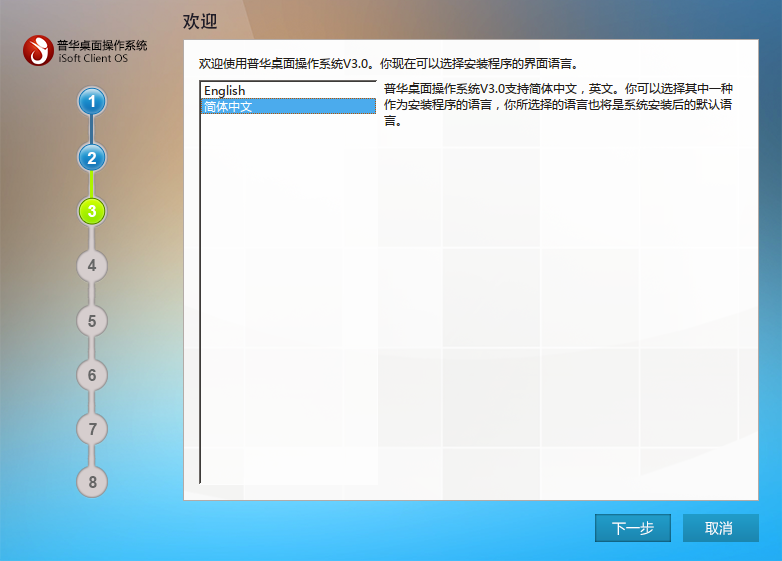 欢迎
普华桌面操作系统
iSoft Client OS
欢迎使用普华桌面操作系统V3.0。你现在可以选择安装程序的界面语言。
English
简体中文
普华桌面操作系统V3.0支持简体中文，英文。你可以选择其中一种
作为安装程序的语言，你所选择的语言也将是系统安装后的默认语
言。
1
2
3
4
5
6
7
8
下一步
取消